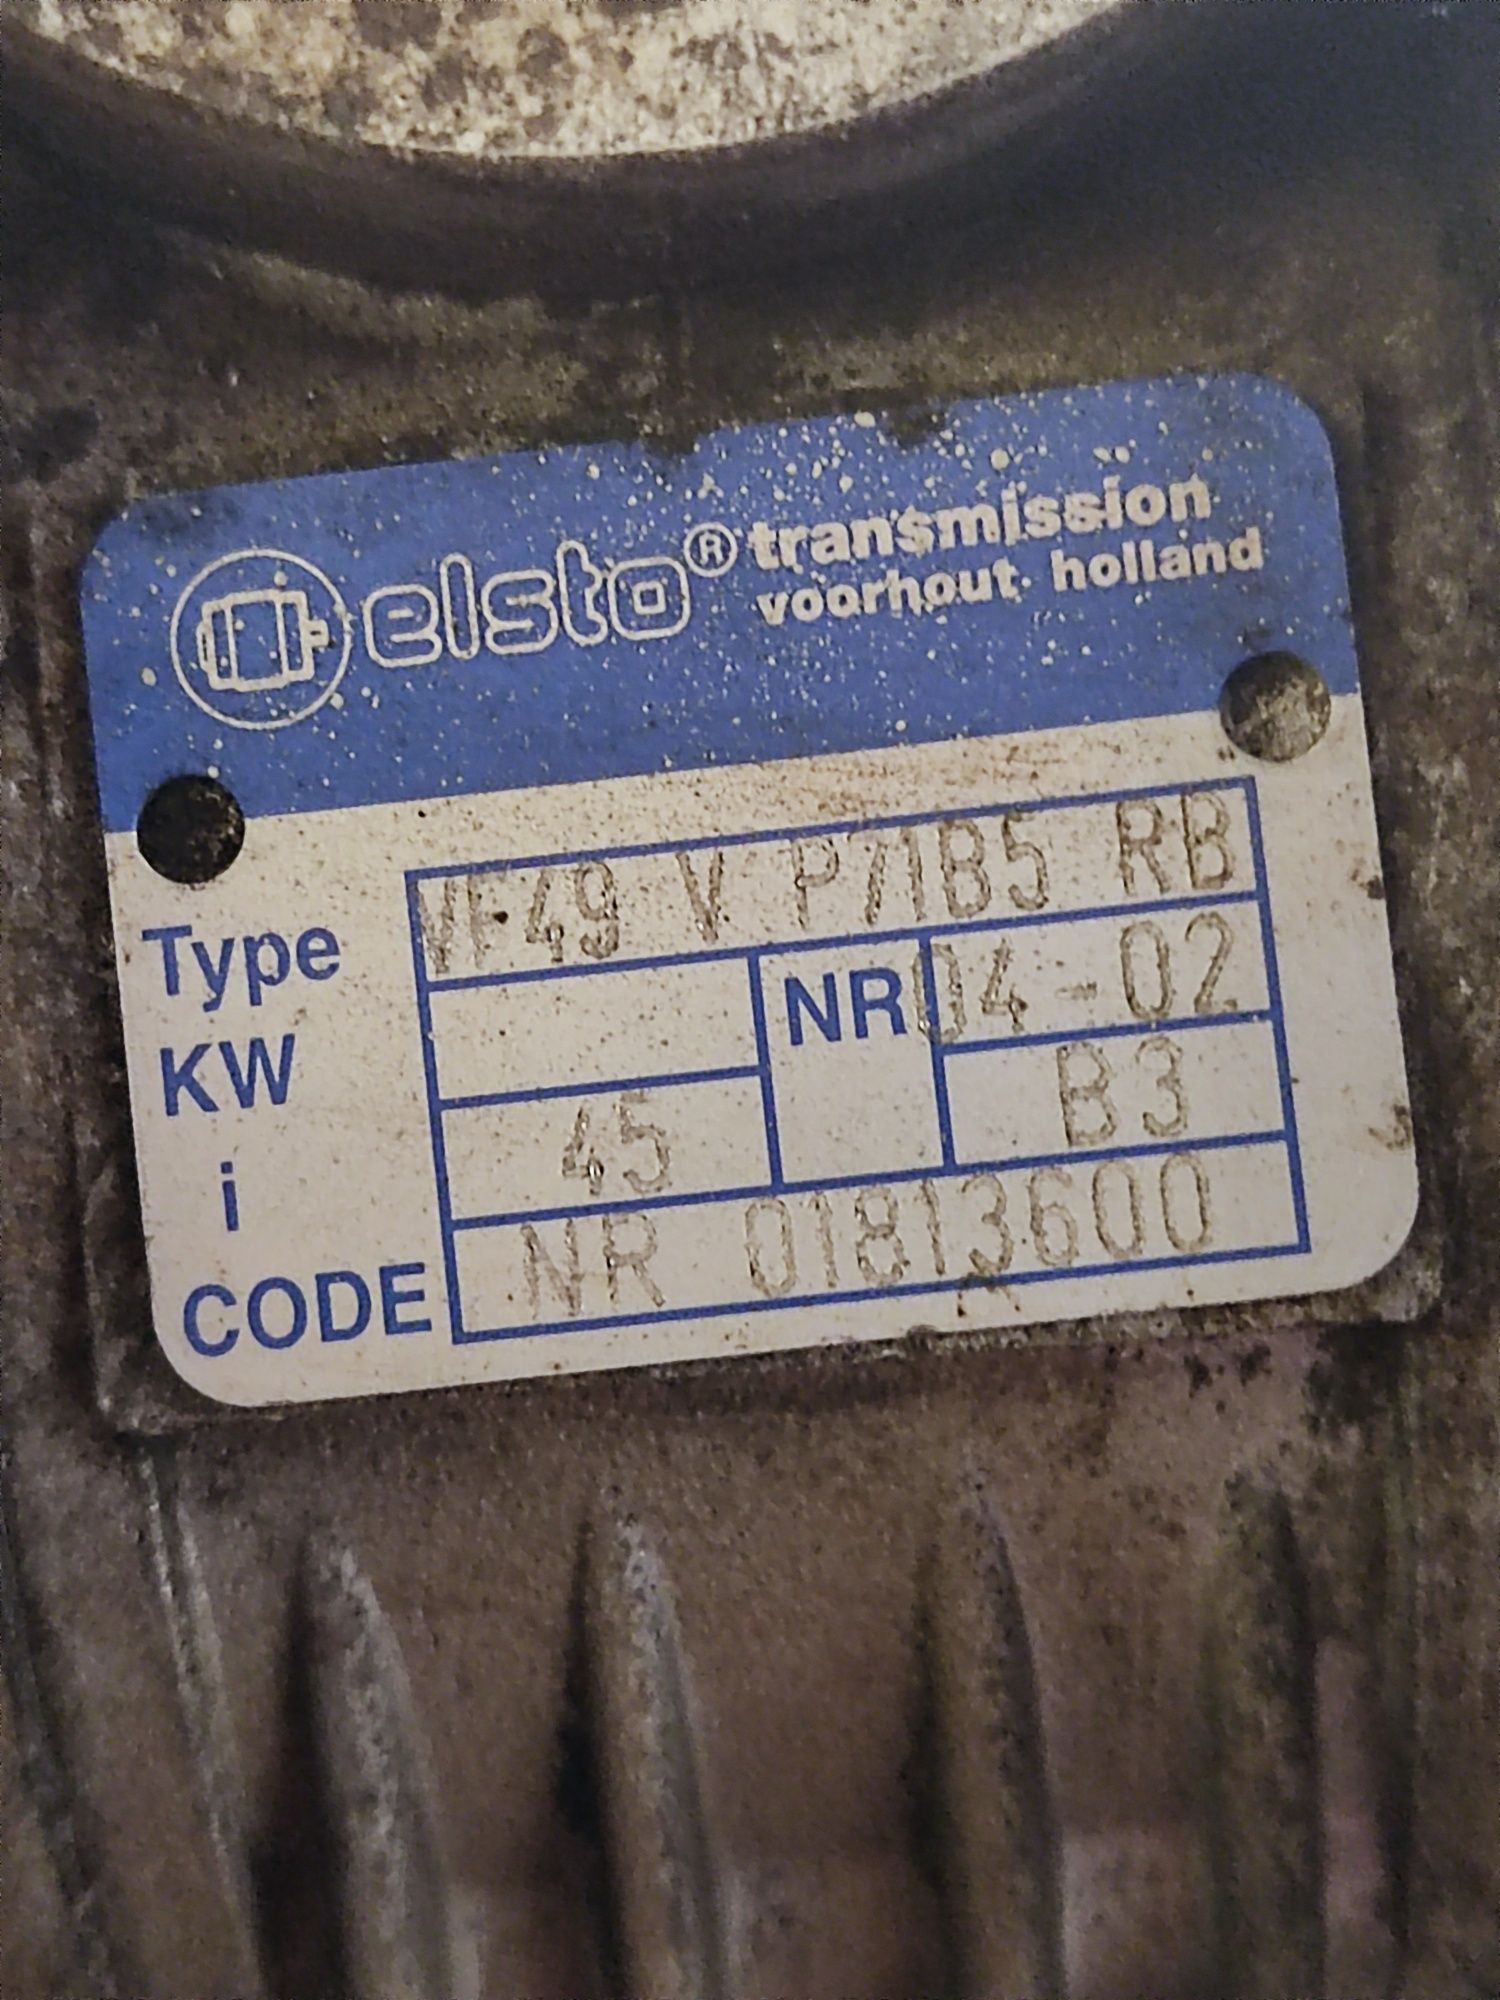 elsto® transmission
voorhout holland
Type VF49 V P71B5 RB
KW NR 04-02
i 45 B3
CODE NR 01813600